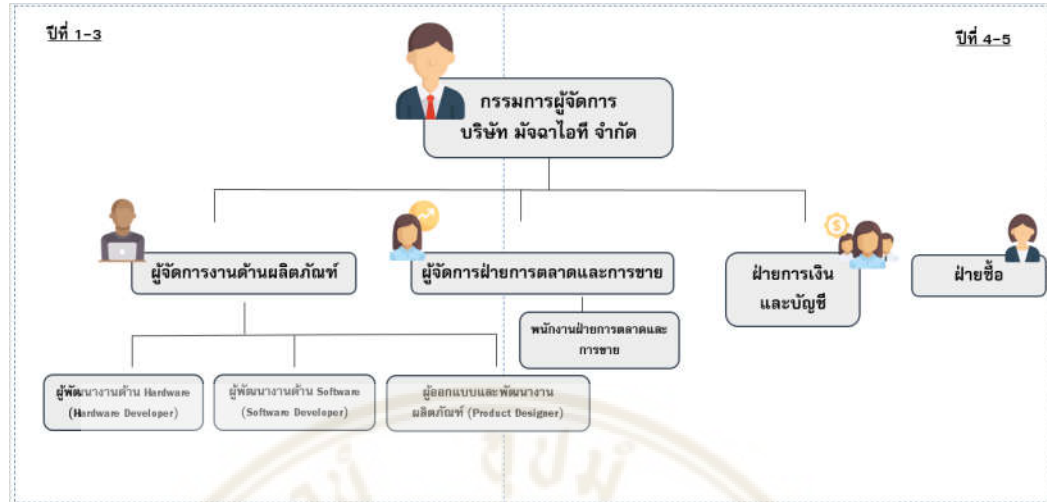 ปีที่ 1-3
ปีที่ 4-5
กรรมการผู้จัดการ
บริษัท มัจฉาไอที จำกัด
ผู้จัดการงานด้านผลิตภัณฑ์
ผู้จัดการฝ่ายการตลาดและการขาย
ฝ่ายการเงิน
และบัญชี
ฝ่ายซื้อ
พนักงานฝ่ายการตลาดและ
การขาย
ผู้พัฒนางานด้าน Hardware
(Hardware Developer)
ผู้พัฒนางานด้าน Software
(Software Developer)
ผู้ออกแบบและพัฒนางาน
ผลิตภัณฑ์ (Product Designer)